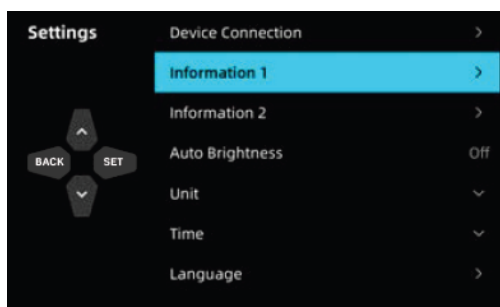 Settings
Device Connection
Information 1
Information 2
Auto Brightness Off
Unit
Time
Language
BACK SET